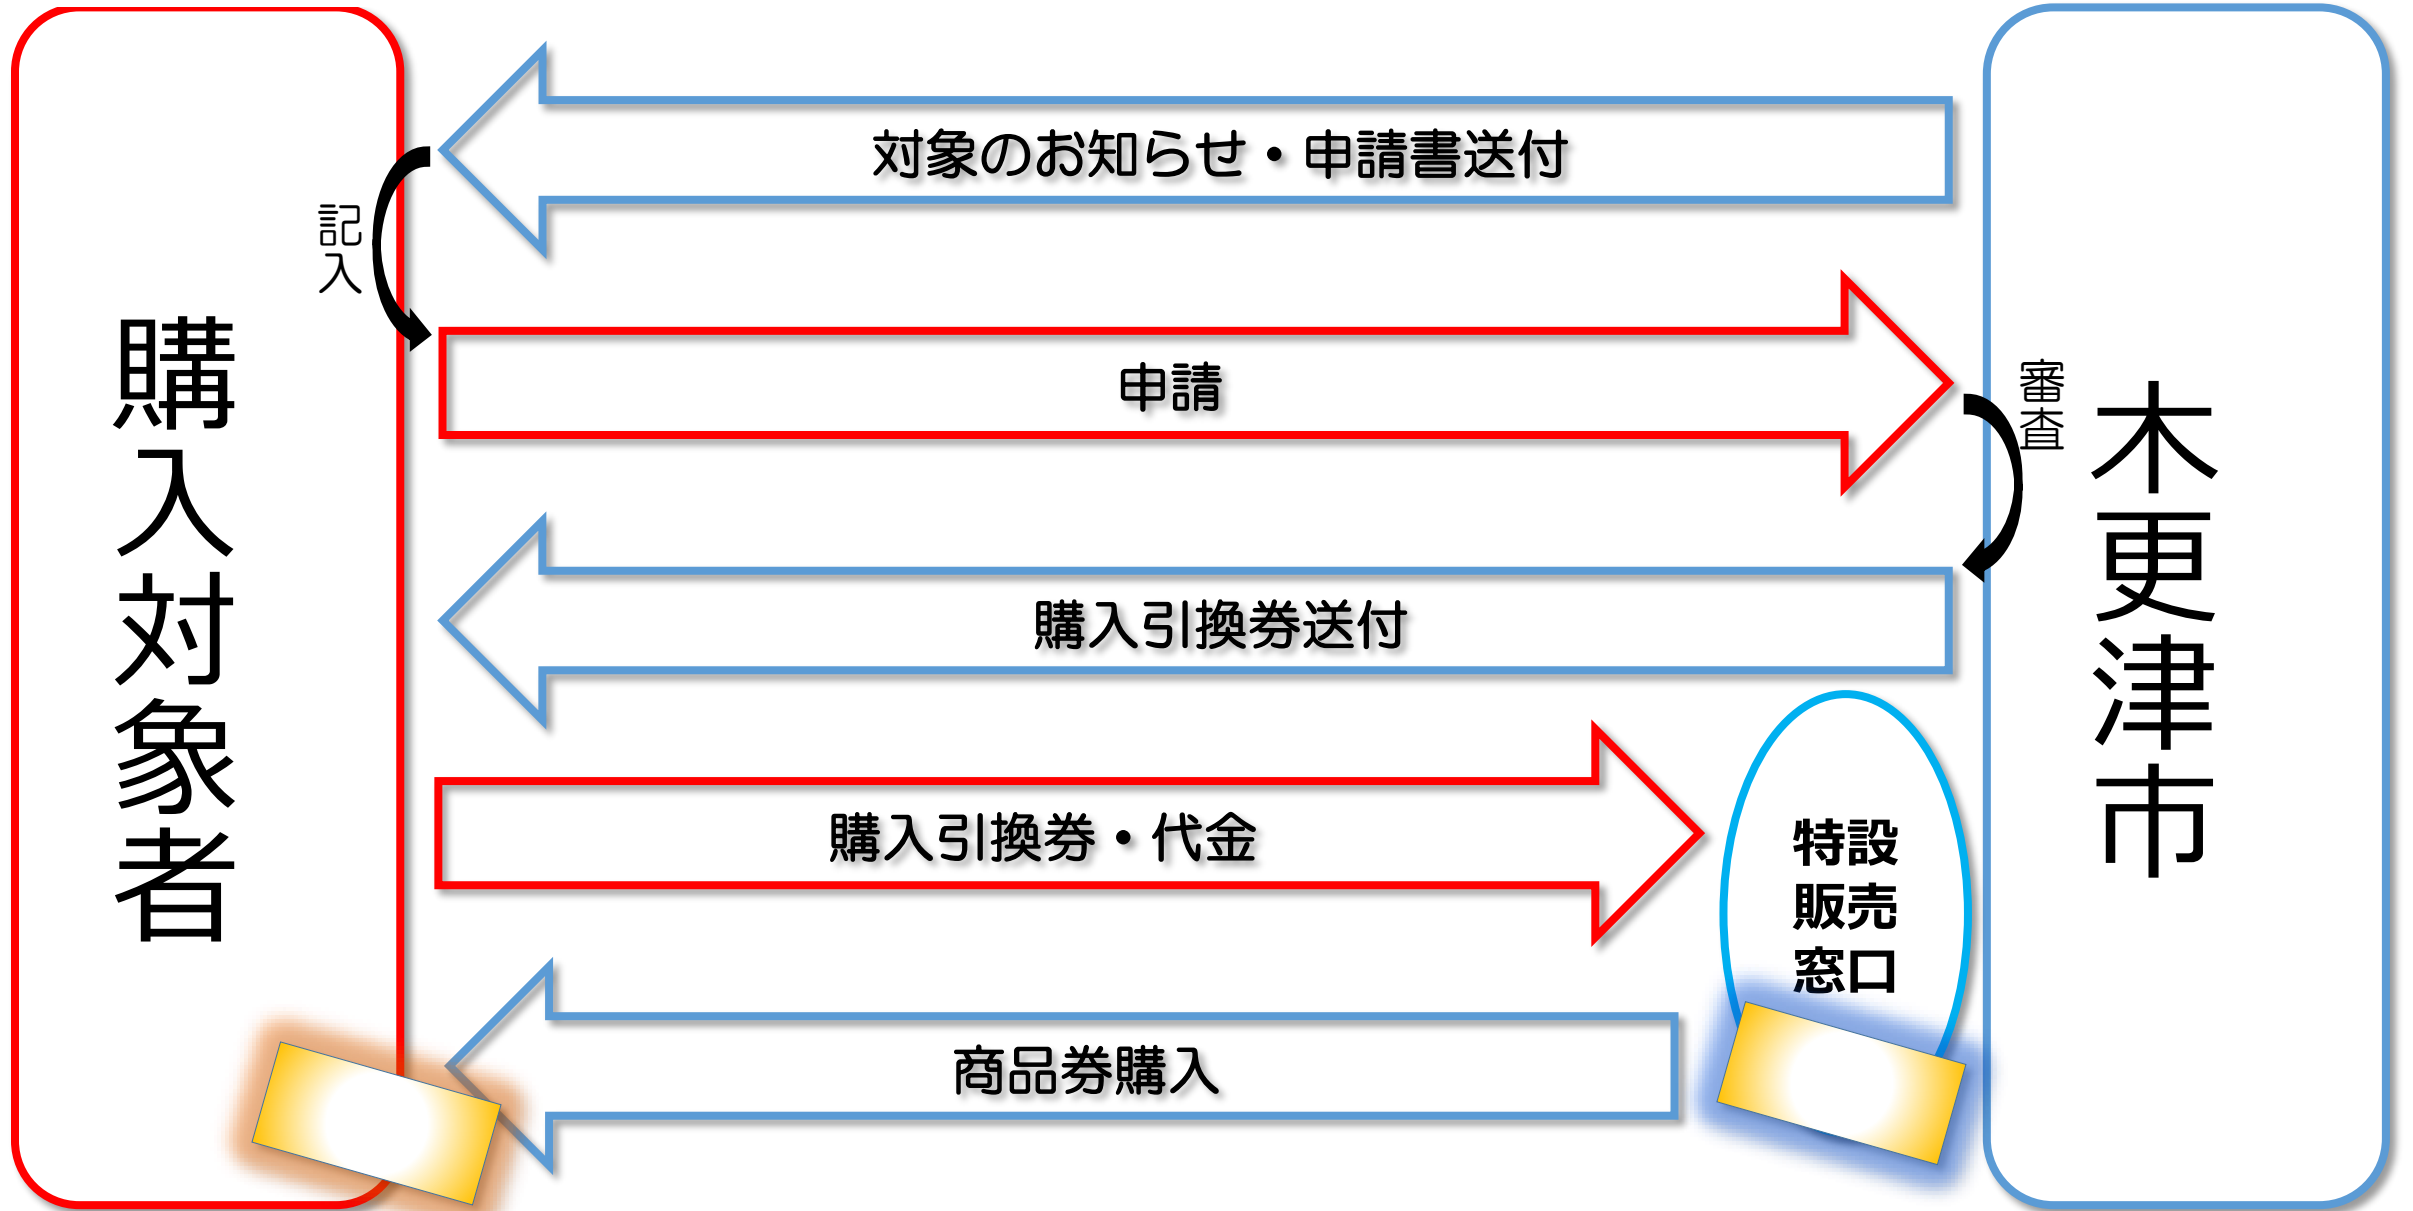 購入対象者
記入
対象のお知らせ・申請書送付
申請
審査
木更津市
購入引換券送付
購入引換券・代金
特設
販売
窓口
商品券購入